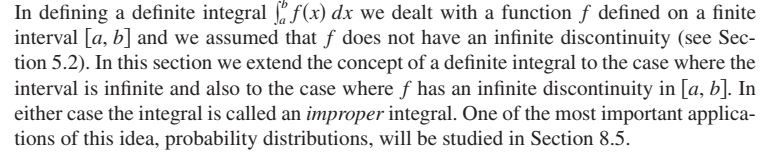 In defining a definite integral ∫ₐᵇ f(x) dx we dealt with a function f defined on a finite
interval [a, b] and we assumed that f does not have an infinite discontinuity (see Sec-
tion 5.2). In this section we extend the concept of a definite integral to the case where the
interval is infinite and also to the case where f has an infinite discontinuity in [a, b]. In
either case the integral is called an improper integral. One of the most important applica-
tions of this idea, probability distributions, will be studied in Section 8.5.